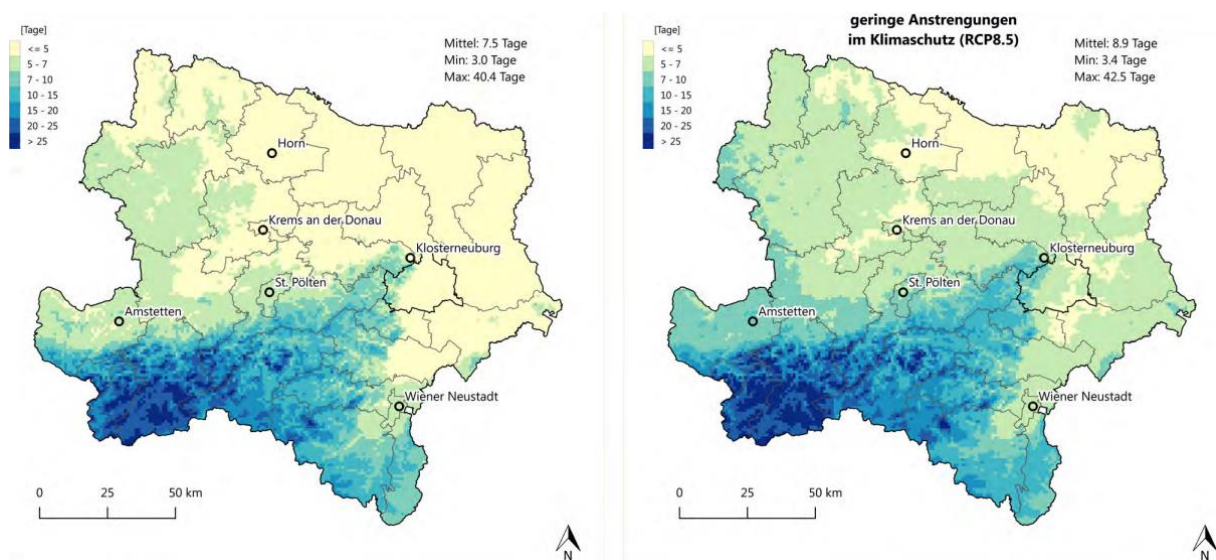 [Tage]
<= 5
5 - 7
7 - 10
10 - 15
15 - 20
20 - 25
> 25
Mittel: 7.5 Tage
Min: 3.0 Tage
Max: 40.4 Tage
Horn
Krems an der Donau
Klosterneuburg
St. Pölten
Amstetten
Wiener Neustadt
0 25 50 km
N
geringe Anstrengungen
im Klimaschutz (RCP8.5)
[Tage]
<= 5
5 - 7
7 - 10
10 - 15
15 - 20
20 - 25
> 25
Mittel: 8.9 Tage
Min: 3.4 Tage
Max: 42.5 Tage
Horn
Krems an der Donau
Klosterneuburg
St. Pölten
Amstetten
Wiener Neustadt
0 25 50 km
N